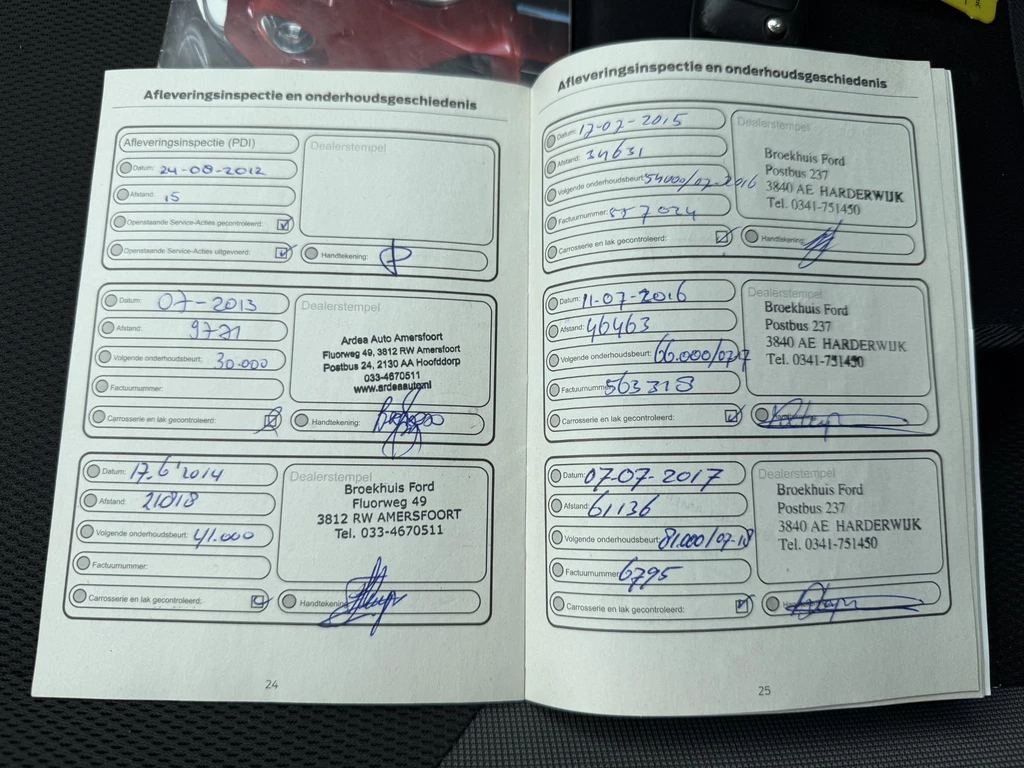 Afleveringsinspectie en onderhoudsgeschiedenis
Afleveringsinspectie (PDI)
Datum: 24-08-2012
Afstand: 15
Openstaande Service-Acties gecontroleerd:
Openstaande Service-Acties uitgevoerd:
Dealerstempel
Handtekening:
Datum: 07-2013
Afstand: 9771
Volgende onderhoudsbeurt: 30.000
Factuurnummer:
Carrosserie en lak gecontroleerd:
Dealerstempel
Ardea Auto Amersfoort
Fluorweg 49, 3812 RW Amersfoort
Postbus 24, 2130 AA Hoofddorp
033-4670511
www.ardeaauto.nl
Handtekening:
Datum: 17.6'2014
Afstand: 21818
Volgende onderhoudsbeurt: 41.000
Factuurnummer:
Carrosserie en lak gecontroleerd:
Dealerstempel
Broekhuis Ford
Fluorweg 49
3812 RW AMERSFOORT
Tel. 033-4670511
Handtekening
24
Afleveringsinspectie en onderhoudsgeschiedenis
Datum: 17-07-2015
Afstand: 34631
Volgende onderhoudsbeurt: 54000/07-2016
Factuurnummer: 557024
Carrosserie en lak gecontroleerd:
Dealerstempel
Broekhuis Ford
Postbus 237
3840 AE HARDERWIJK
Tel. 0341-751450
Handtekening:
Datum: 11-07-2016
Afstand: 46463
Volgende onderhoudsbeurt: 66.000/07-17
Factuurnummer 563318
Carrosserie en lak gecontroleerd:
Dealerstempel
Broekhuis Ford
Postbus 237
3840 AE HARDERWIJK
Tel. 0341-751450
Datum: 07-07-2017
Afstand: 61136
Volgende onderhoudsbeurt: 81.000/07-18
Factuurnummer 6795
Carrosserie en lak gecontroleerd:
Dealerstempel
Broekhuis Ford
Postbus 237
3840 AE HARDERWIJK
Tel. 0341-751450
25